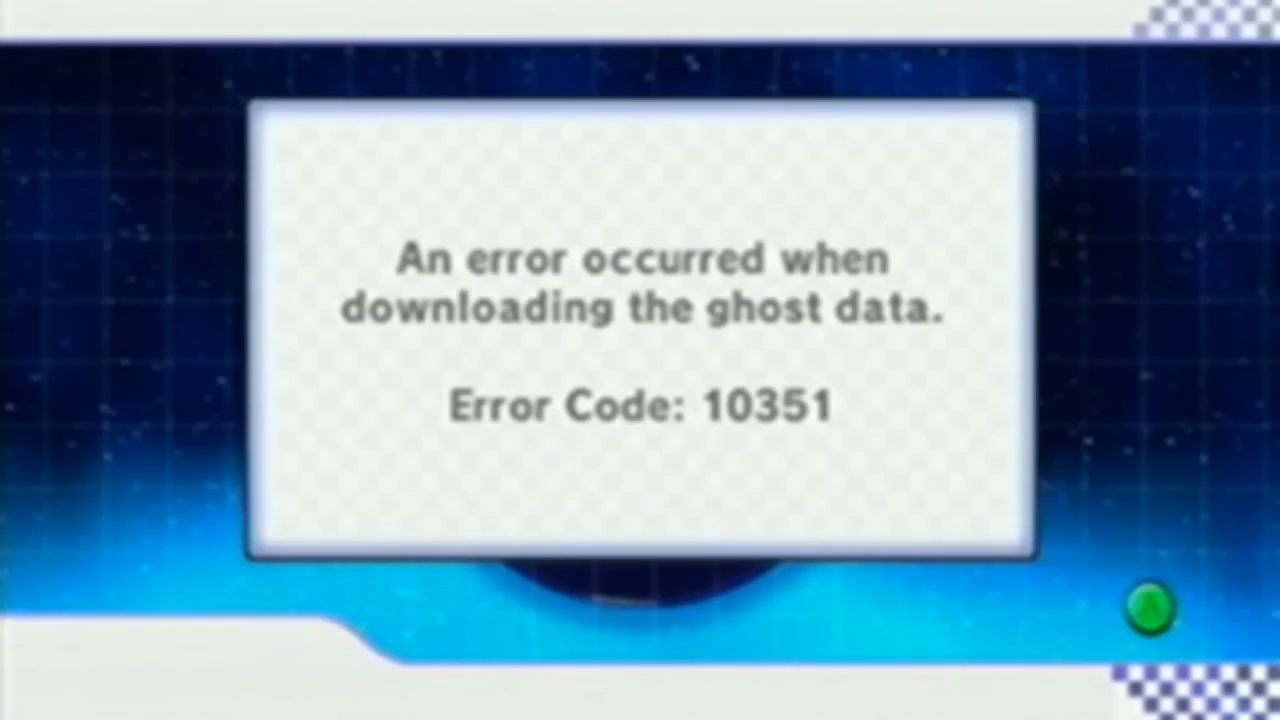 An error occurred when
downloading the ghost data.
Error Code: 10351